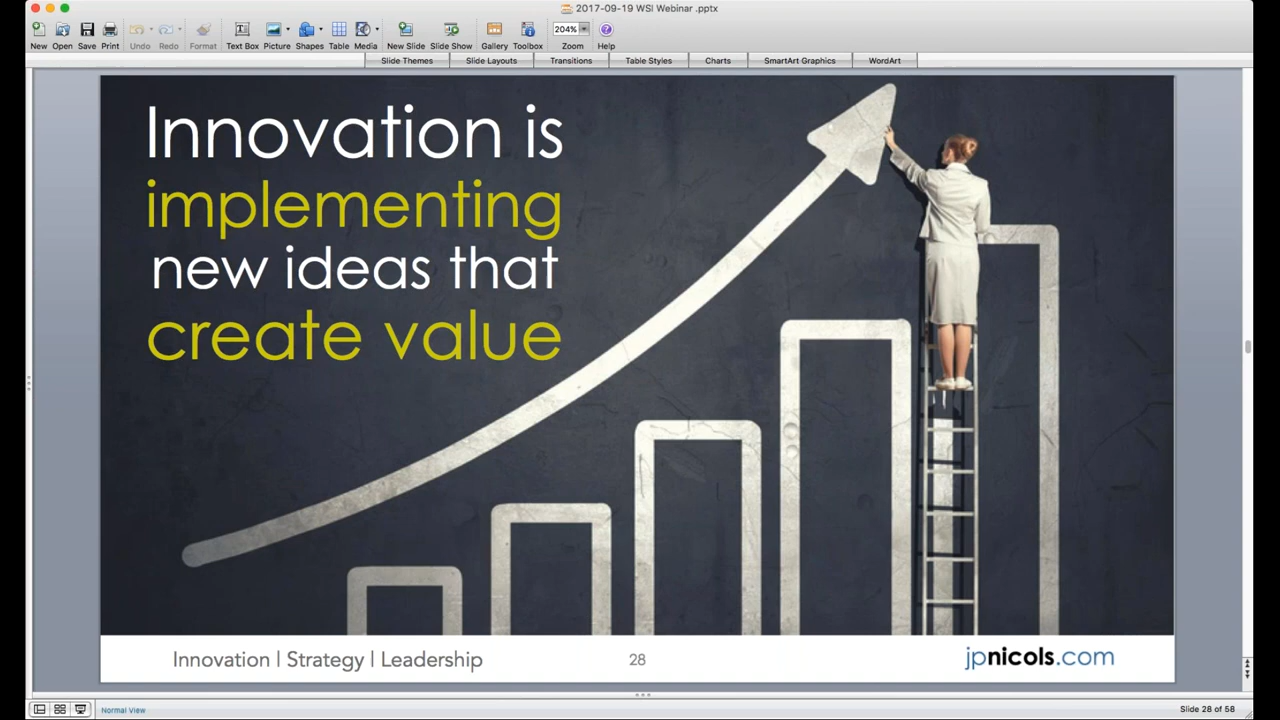 2017-09-19 WSI Webinar .pptx
New Open Save Print Undo Redo Format Text Box Picture Shapes Table Media New Slide Slide Show Gallery Toolbox Zoom Help
204%
Slide Themes Slide Layouts Transitions Table Styles Charts SmartArt Graphics WordArt
Innovation is
implementing
new ideas that
create value
Innovation | Strategy | Leadership 28 jpnicols.com
Normal View Slide 28 of 58